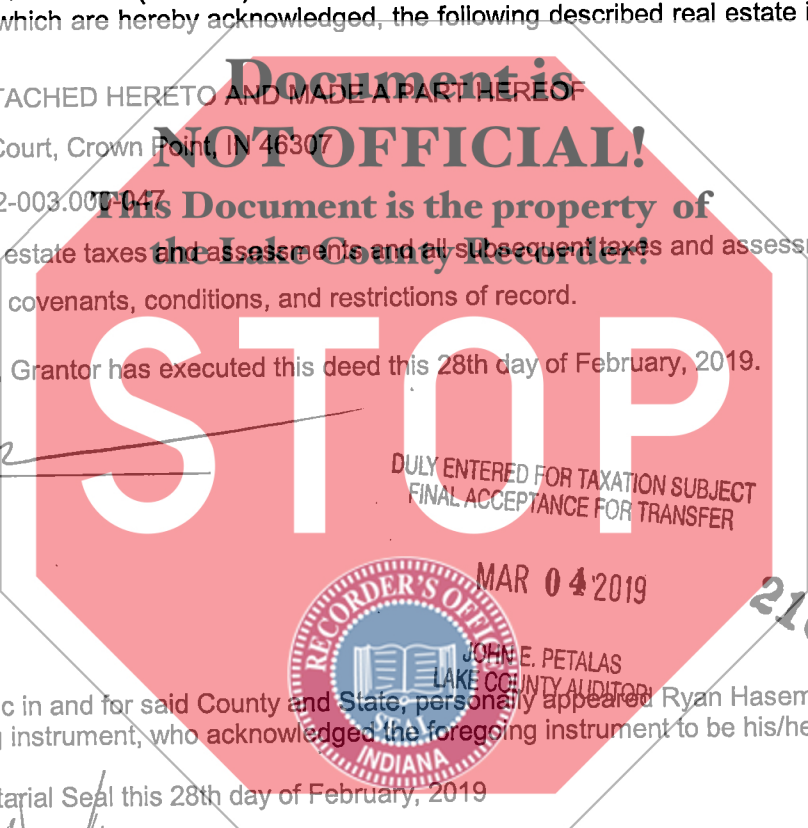 which are hereby acknowledged, the following described real estate i
Document is
TACHED HERETO AND MADE A PART HEREOF
NOT OFFICIAL!
Court, Crown Point, IN 46307
This Document is the property of
2-003.000-047
the Lake County Recorder!
estate taxes and assessments and all subsequent taxes and assess
covenants, conditions, and restrictions of record.
STOP
Grantor has executed this deed this 28th day of February, 2019.
DULY ENTERED FOR TAXATION SUBJECT
FINAL ACCEPTANCE FOR TRANSFER
MAR 04 2019
RECORDER'S OFFICE
SEAL
INDIANA
JOHN E. PETALAS
LAKE COUNTY AUDITOR
c in and for said County and State, personally appeared Ryan Hasem
g instrument, who acknowledged the foregoing instrument to be his/he
tarial Seal this 28th day of February, 2019